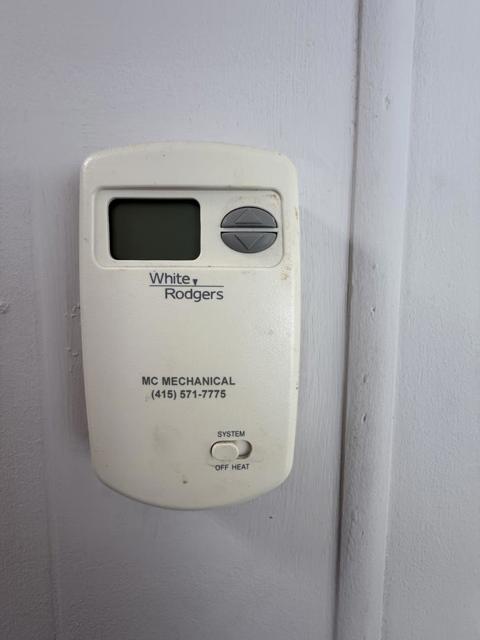 White
Rodgers
MC MECHANICAL
(415) 571-7775
SYSTEM
OFF HEAT